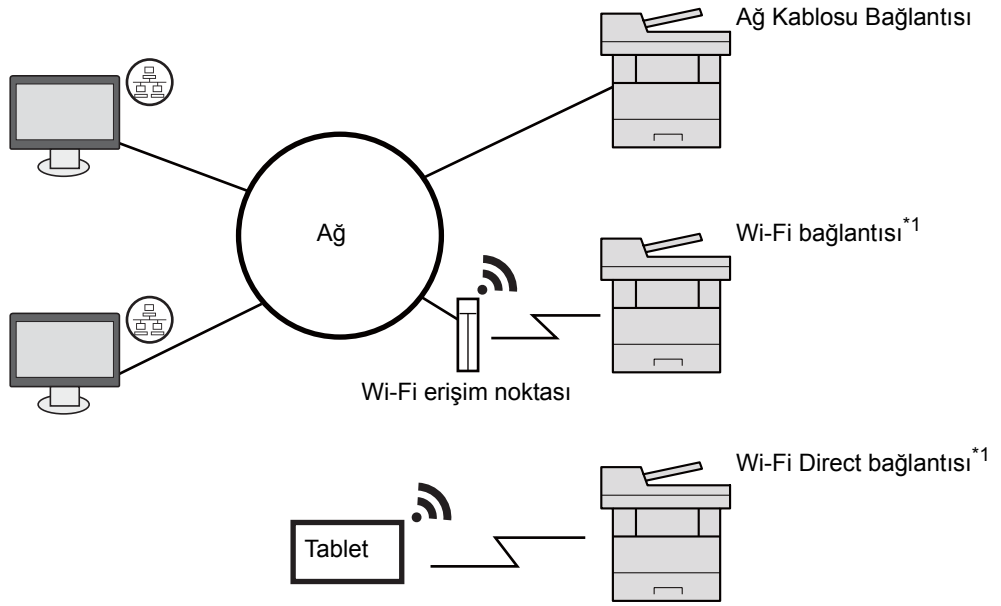 Ağ Kablosu Bağlantısı
Ağ
Wi-Fi bağlantısı*1
Wi-Fi erişim noktası
Wi-Fi Direct bağlantısı*1
Tablet